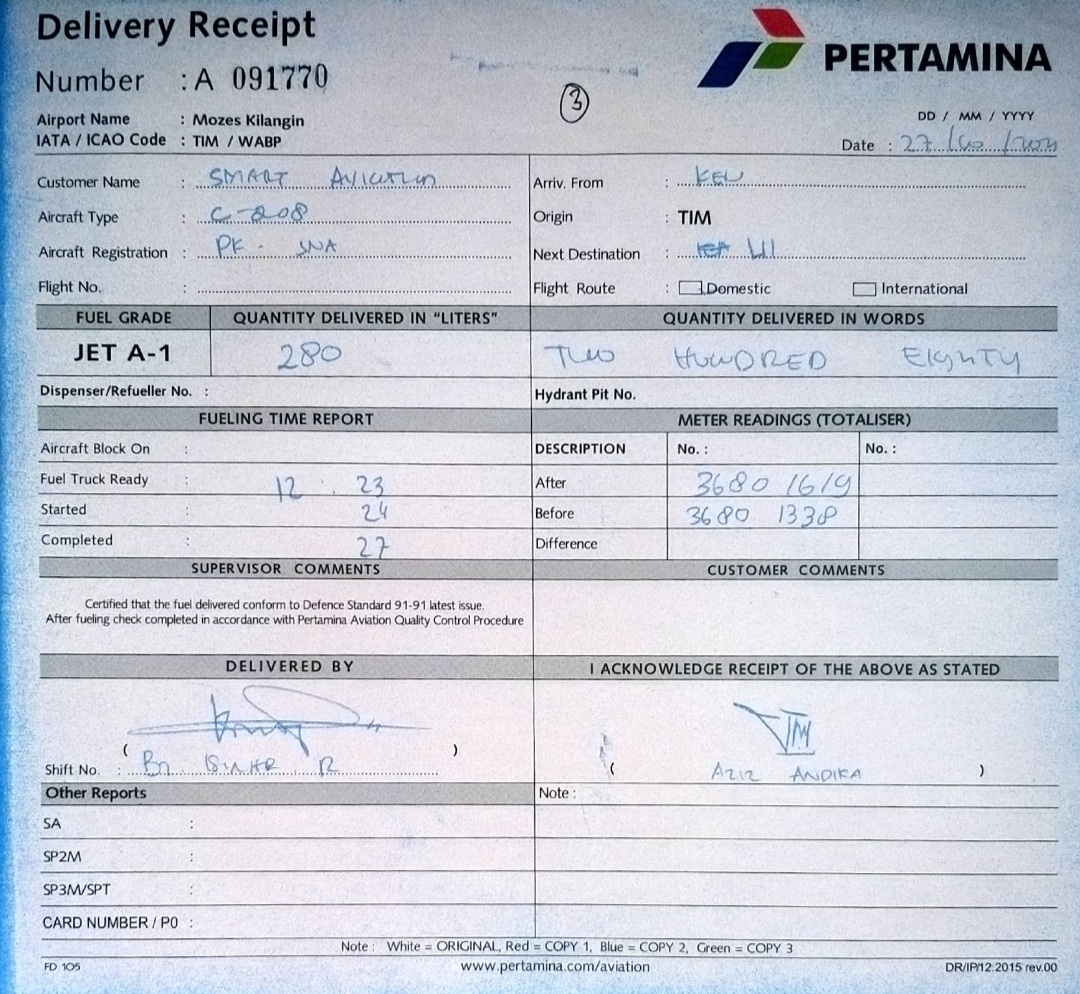 Delivery Receipt
PERTAMINA
Number : A 091770
3
Airport Name : Mozes Kilangin
IATA / ICAO Code : TIM / WABP
DD / MM / YYYY
Date : 27
Customer Name : SMART AVIATION
Arriv. From :
Aircraft Type : C-208
Origin : TIM
Aircraft Registration : PK - SNA
Next Destination :
Flight No. :
Flight Route : Domestic International
FUEL GRADE QUANTITY DELIVERED IN "LITERS" QUANTITY DELIVERED IN WORDS
JET A-1 280 TWO HUNDRED EIGHTY
Dispenser/Refueller No. : Hydrant Pit No.
FUELING TIME REPORT METER READINGS (TOTALISER)
Aircraft Block On : DESCRIPTION No. : No. :
Fuel Truck Ready : 12 . 23 After 3680 1619
Started : 24 Before 3680 1338
Completed : 27 Difference
SUPERVISOR COMMENTS CUSTOMER COMMENTS
Certified that the fuel delivered conform to Defence Standard 91-91 latest issue.
After fueling check completed in accordance with Pertamina Aviation Quality Control Procedure
DELIVERED BY I ACKNOWLEDGE RECEIPT OF THE ABOVE AS STATED
( )
Shift No. : ( AZIZ ANDIKA )
Other Reports Note :
SA :
SP2M :
SP3M/SPT :
CARD NUMBER / PO :
Note : White = ORIGINAL, Red = COPY 1, Blue = COPY 2, Green = COPY 3
FD 105 www.pertamina.com/aviation DR/IP/12.2015 rev.00